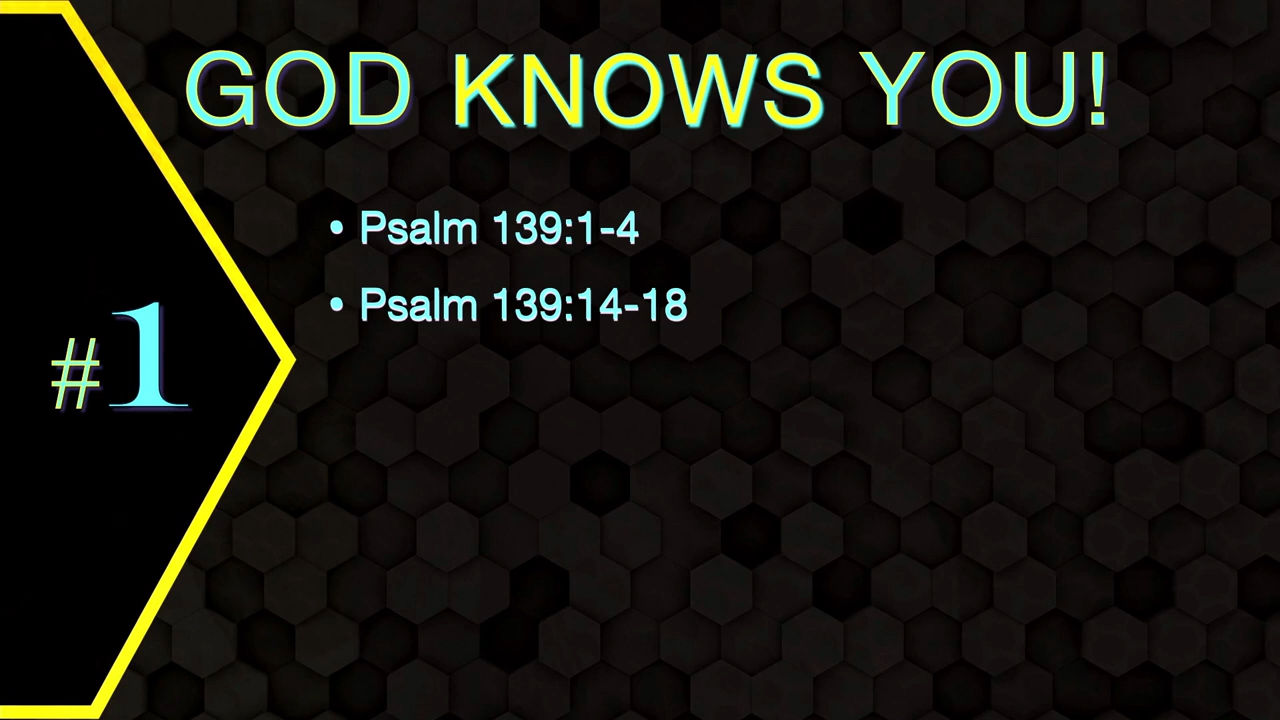 GOD KNOWS YOU!
• Psalm 139:1-4
• Psalm 139:14-18
#1